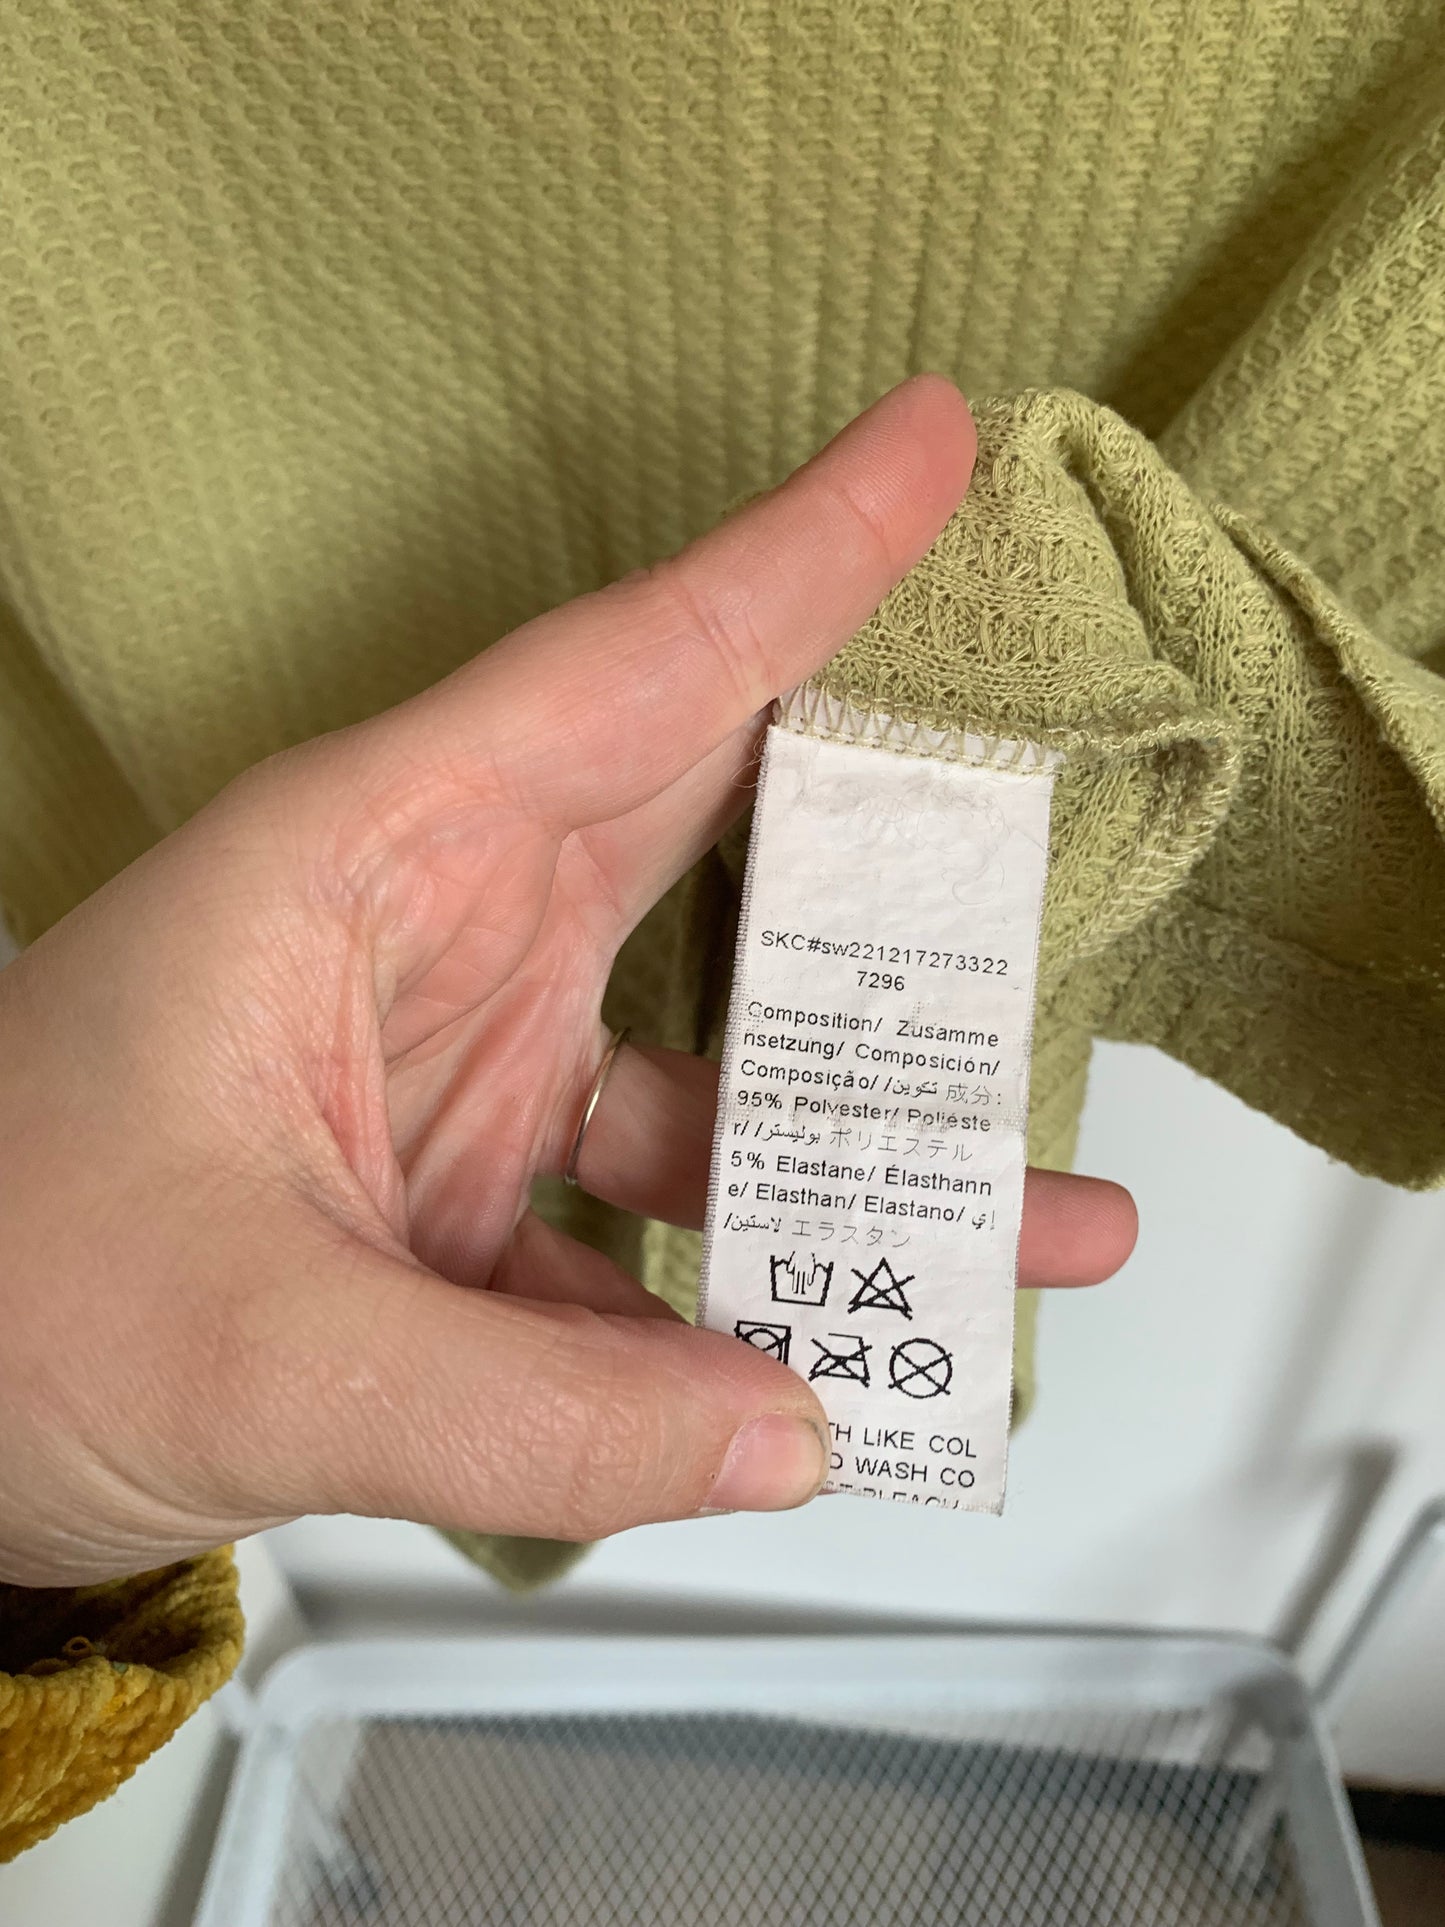 SKC#sw221217273322
7296
Composition/ Zusamme
nsetzung/ Composición/
Composição/ تكوين/ 成分:
95% Polyester/ Poliéste
r/ بوليستر/ ポリエステル
5% Elastane/ Élasthann
e/ Elasthan/ Elastano/ إي
لاستين/ エラスタン
LIKE COL
WASH CO
BLEACH